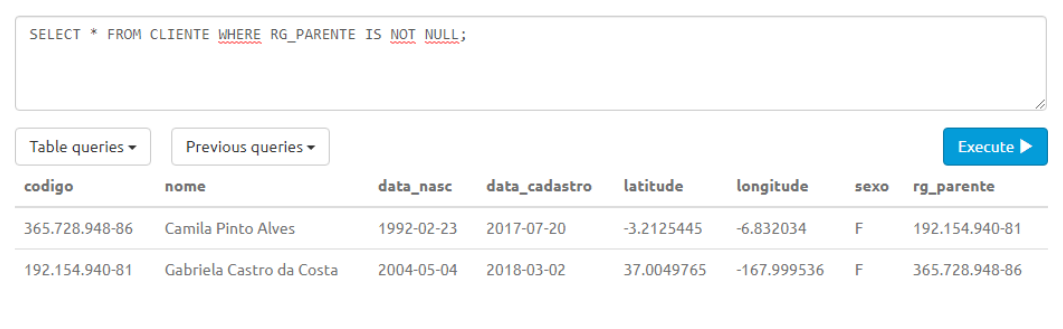 SELECT * FROM CLIENTE WHERE RG_PARENTE IS NOT NULL;
Table queries Previous queries Execute
codigo nome data_nasc data_cadastro latitude longitude sexo rg_parente
365.728.948-86 Camila Pinto Alves 1992-02-23 2017-07-20 -3.2125445 -6.832034 F 192.154.940-81
192.154.940-81 Gabriela Castro da Costa 2004-05-04 2018-03-02 37.0049765 -167.999536 F 365.728.948-86